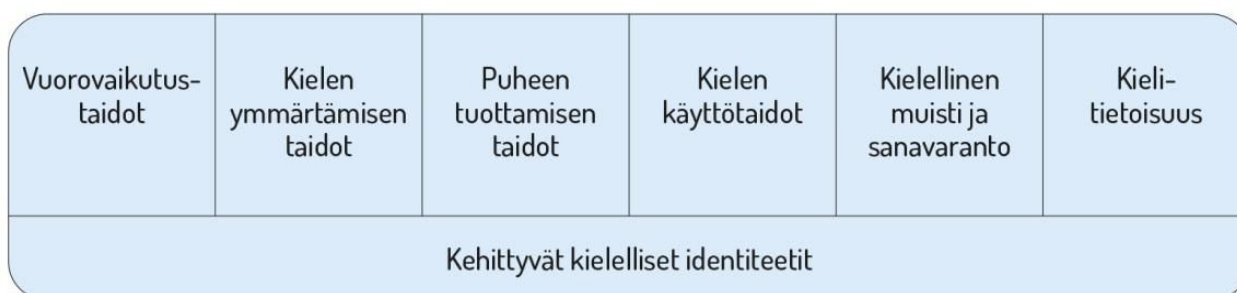 Vuorovaikutus-
taidot
Kielen
ymmärtämisen
taidot
Puheen
tuottamisen
taidot
Kielen
käyttötaidot
Kielellinen
muisti ja
sanavaranto
Kieli-
tietoisuus
Kehittyvät kielelliset identiteetit